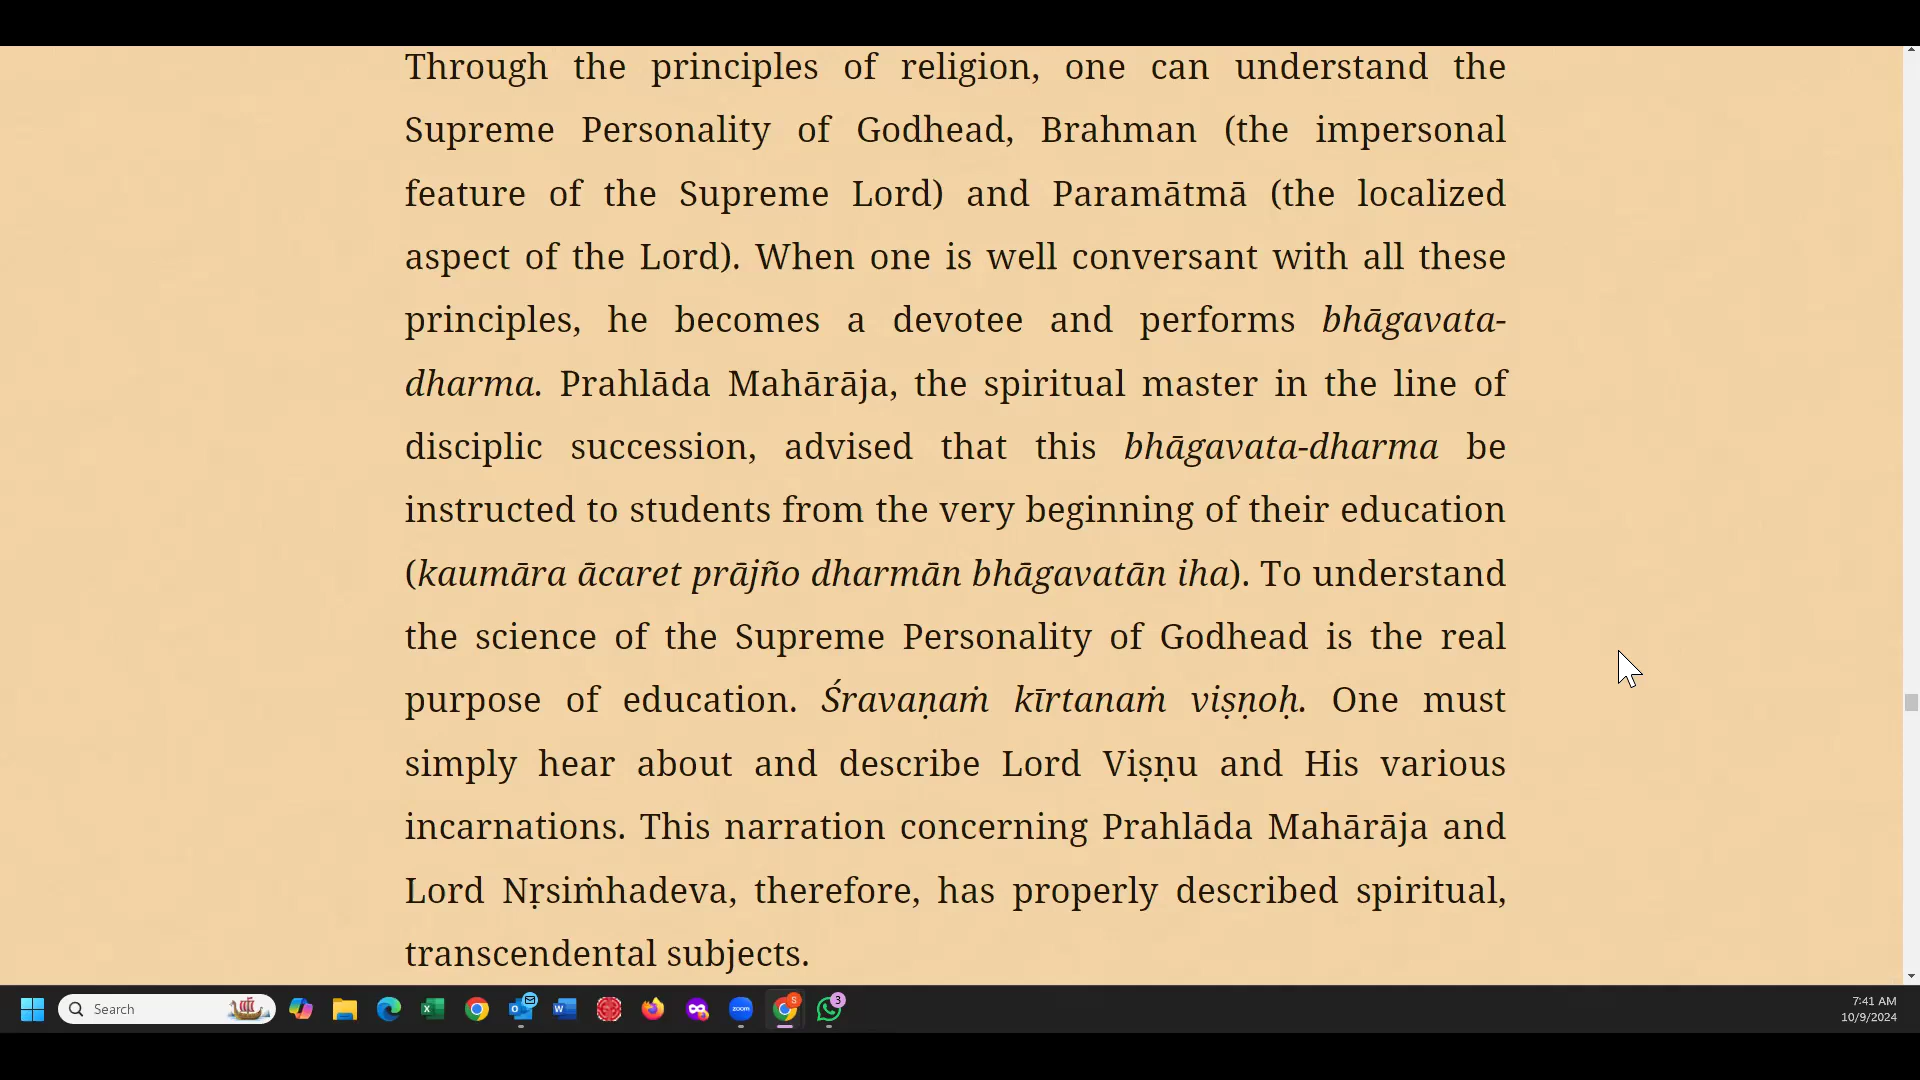 Through the principles of religion, one can understand the
Supreme Personality of Godhead, Brahman (the impersonal
feature of the Supreme Lord) and Paramātmā (the localized
aspect of the Lord). When one is well conversant with all these
principles, he becomes a devotee and performs bhāgavata-
dharma. Prahlāda Mahārāja, the spiritual master in the line of
disciplic succession, advised that this bhāgavata-dharma be
instructed to students from the very beginning of their education
(kaumāra ācaret prājño dharmān bhāgavatān iha). To understand
the science of the Supreme Personality of Godhead is the real
purpose of education. Śravaṇaṁ kīrtanaṁ viṣṇoḥ. One must
simply hear about and describe Lord Viṣṇu and His various
incarnations. This narration concerning Prahlāda Mahārāja and
Lord Nṛsiṁhadeva, therefore, has properly described spiritual,
transcendental subjects.
Search
zoom
S
3
7:41 AM
10/9/2024